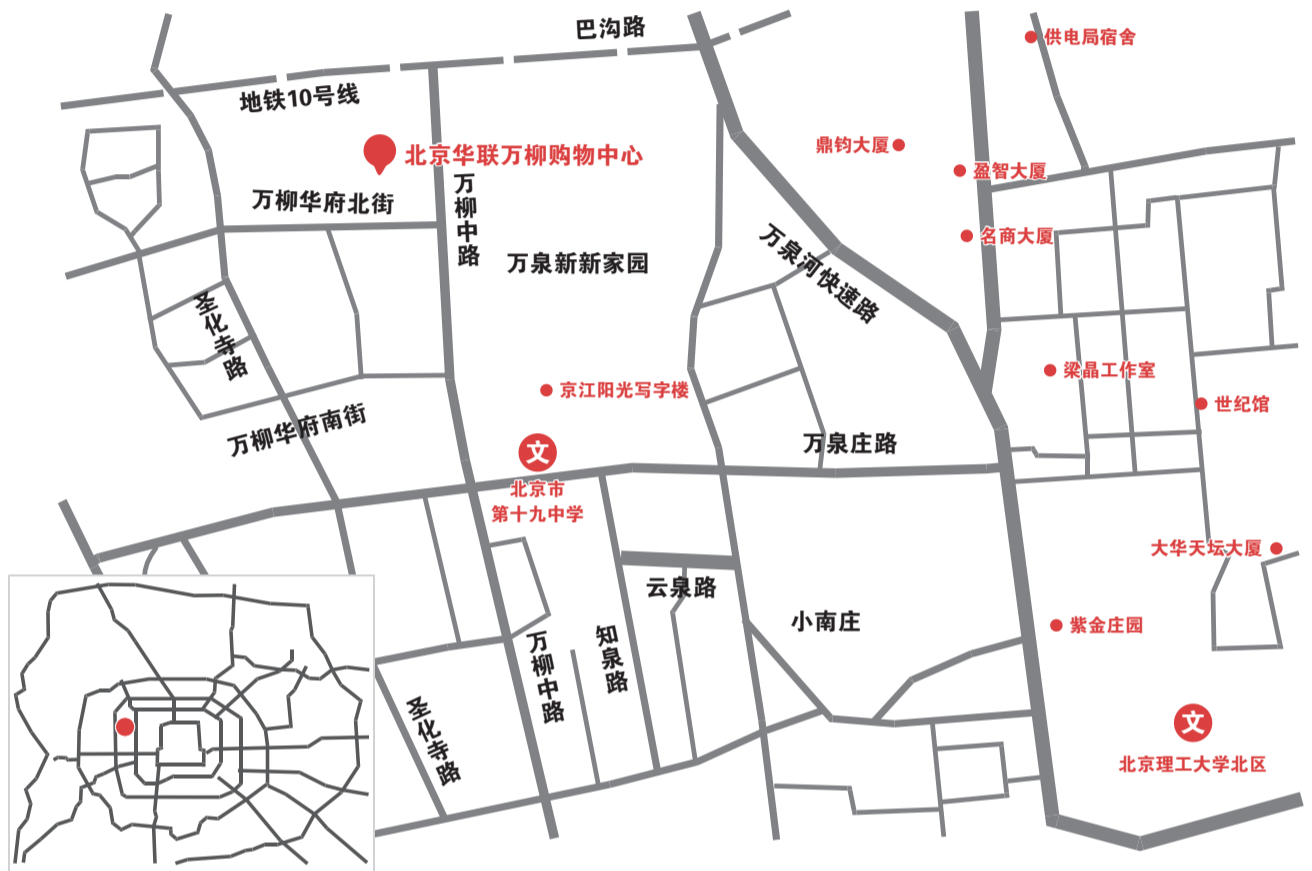 巴沟路
供电局宿舍
地铁10号线
鼎钧大厦
北京华联万柳购物中心
盈智大厦
万柳华府北街
万柳中路
名商大厦
万泉新新家园
万泉河快速路
圣化寺路
梁晶工作室
京江阳光写字楼
世纪馆
万柳华府南街
万泉庄路
文
北京市
第十九中学
大华天坛大厦
云泉路
小南庄
紫金庄园
知泉路
万柳中路
圣化寺路
文
北京理工大学北区